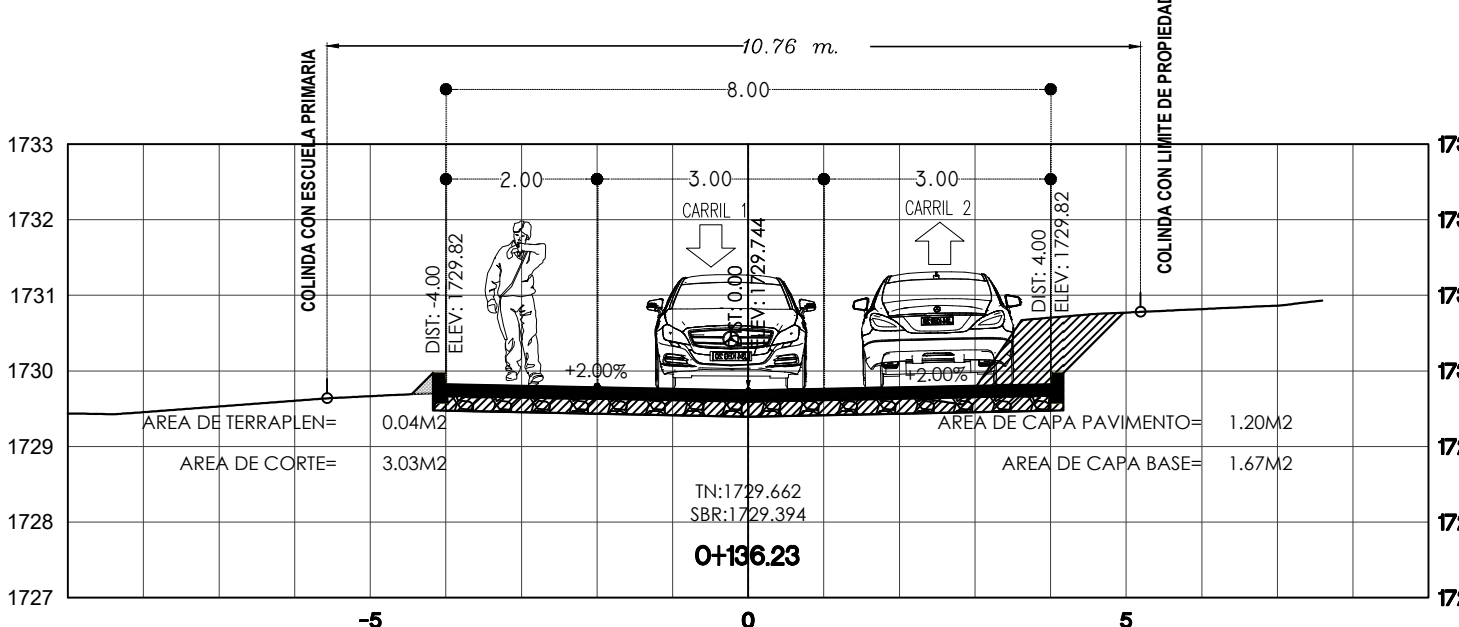 10.76 m.
8.00
COLINDA CON ESCUELA PRIMARIA
COLINDA CON LIMITE DE PROPIEDAD
2.00
3.00
3.00
CARRIL 1
CARRIL 2
DIST: -4.00
ELEV: 1729.82
DIST: 0.00
ELEV: 1729.744
DIST: 4.00
ELEV: 1729.82
+2.00%
+2.00%
1733
1732
1731
1730
1729
1728
1727
AREA DE TERRAPLEN= 0.04M2
AREA DE CORTE= 3.03M2
AREA DE CAPA PAVIMENTO= 1.20M2
AREA DE CAPA BASE= 1.67M2
TN:1729.662
SBR:1729.394
0+136.23
-5
0
5